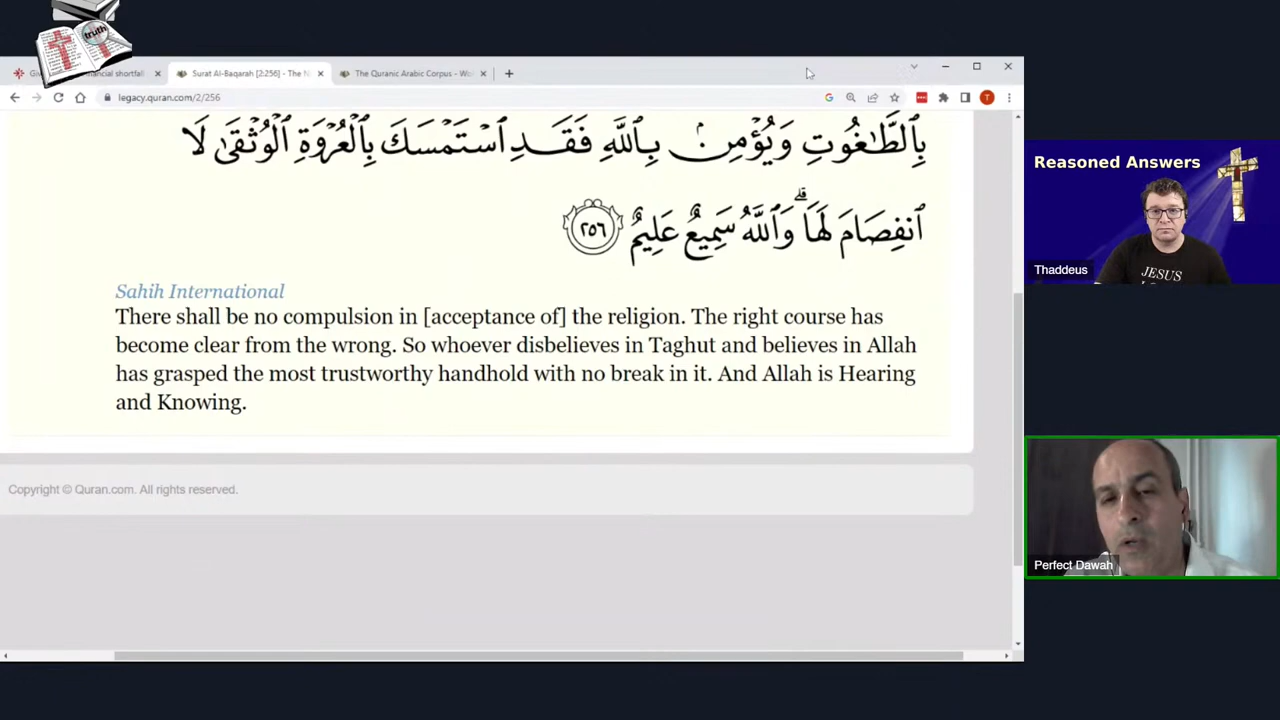 truth
Surat Al-Baqarah [2:256] - The N
The Quranic Arabic Corpus - Wo
legacy.quran.com/2/256
بِٱلطَّـٰغُوتِ وَيُؤْمِنۢ بِٱللَّهِ فَقَدِ ٱسْتَمْسَكَ بِٱلْعُرْوَةِ ٱلْوُثْقَىٰ لَا
ٱنفِصَامَ لَهَا ۗ وَٱللَّهُ سَمِيعٌ عَلِيمٌ ٢٥٦
Sahih International
There shall be no compulsion in [acceptance of] the religion. The right course has
become clear from the wrong. So whoever disbelieves in Taghut and believes in Allah
has grasped the most trustworthy handhold with no break in it. And Allah is Hearing
and Knowing.
Copyright © Quran.com. All rights reserved.
Reasoned Answers
JESUS
Thaddeus
Perfect Dawah